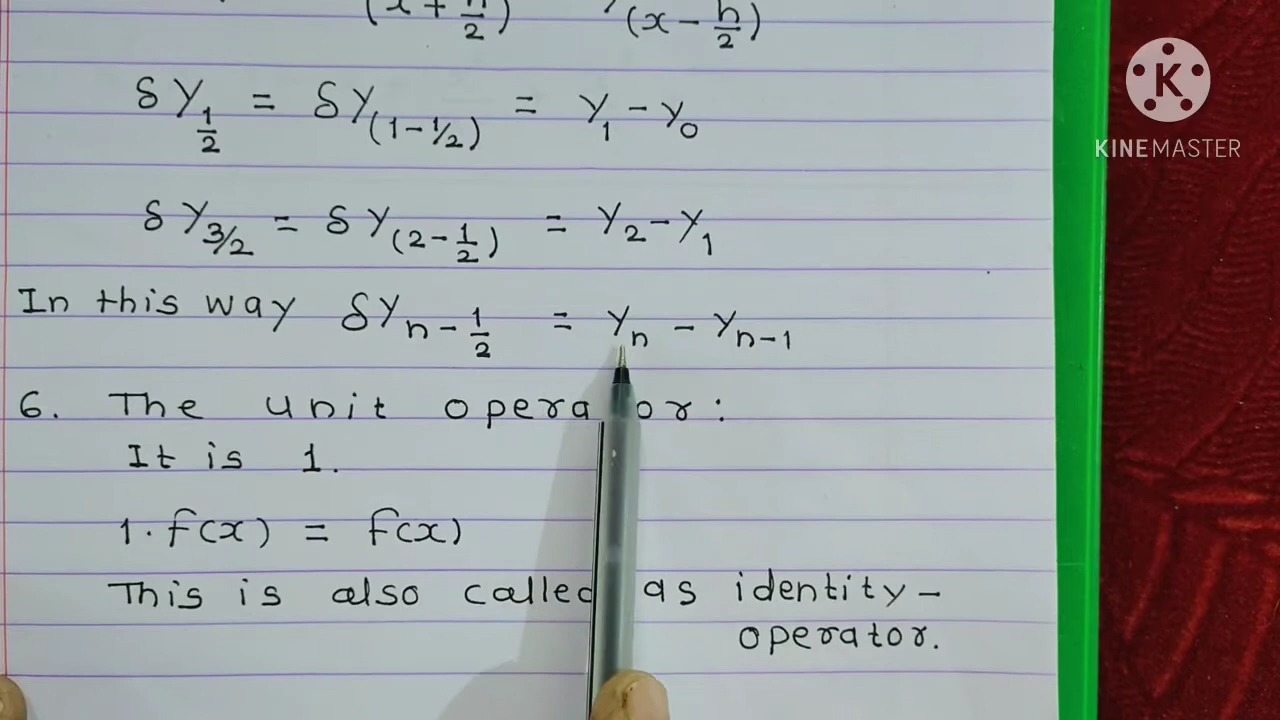 (x + h/2) (x - h/2)
δY_{1/2} = δY_{(1-1/2)} = Y_1 - Y_0
δY_{3/2} = δY_{(2-1/2)} = Y_2 - Y_1
In this way δY_{n-1/2} = Y_n - Y_{n-1}
6. The unit operator:
It is 1.
1. f(x) = f(x)
This is also called as identity-
operator.
K
KINEMASTER